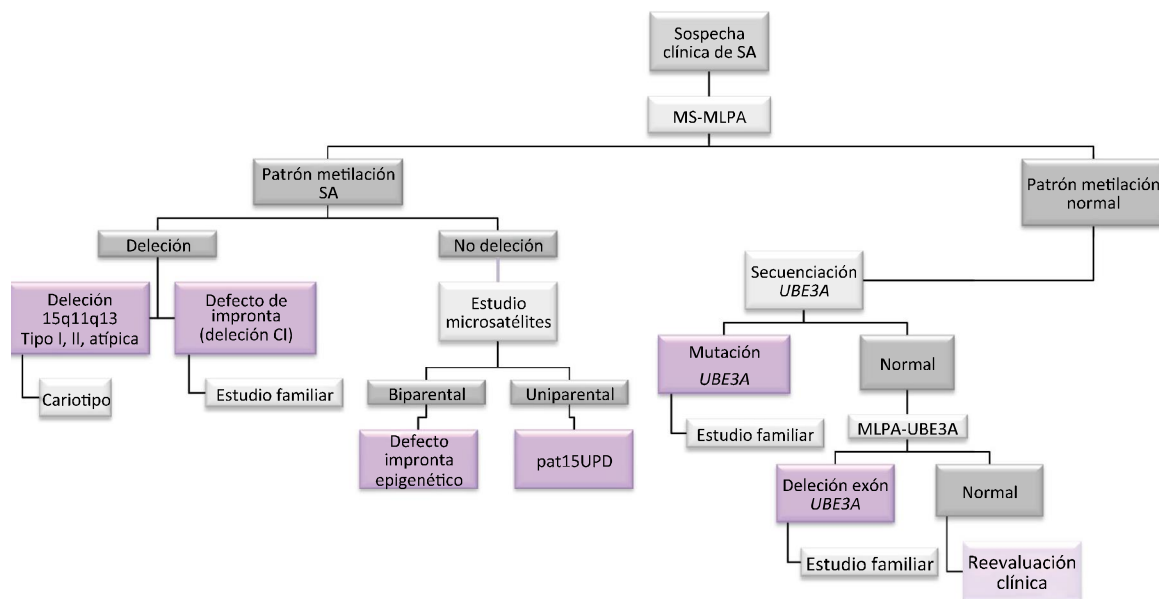 Sospecha
clínica de SA
MS-MLPA
Patrón metilación
SA
Patrón metilación
normal
Deleción
No deleción
Secuenciación
UBE3A
Deleción
15q11q13
Tipo I, II, atípica
Defecto de
impronta
(deleción CI)
Estudio
microsatélites
Mutación
UBE3A
Normal
Cariotipo
Estudio familiar
Biparental
Uniparental
Estudio familiar
MLPA-UBE3A
Defecto
impronta
epigenético
pat15UPD
Deleción exón
UBE3A
Normal
Estudio familiar
Reevaluación
clínica